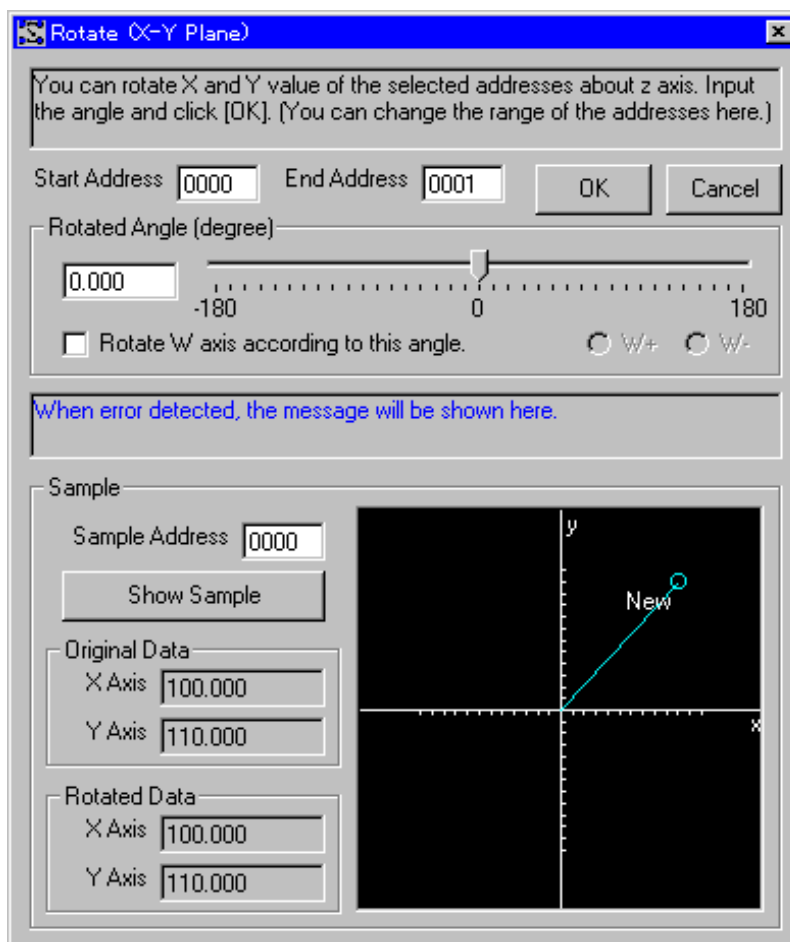 Rotate (X-Y Plane)
You can rotate X and Y value of the selected addresses about z axis. Input
the angle and click [OK]. (You can change the range of the addresses here.)
Start Address 0000 End Address 0001 OK Cancel
Rotated Angle (degree)
0.000
-180 0 180
Rotate W axis according to this angle. W+ W-
When error detected, the message will be shown here.
Sample
Sample Address 0000
Show Sample
Original Data
X Axis 100.000
Y Axis 110.000
Rotated Data
X Axis 100.000
Y Axis 110.000
y
New
x